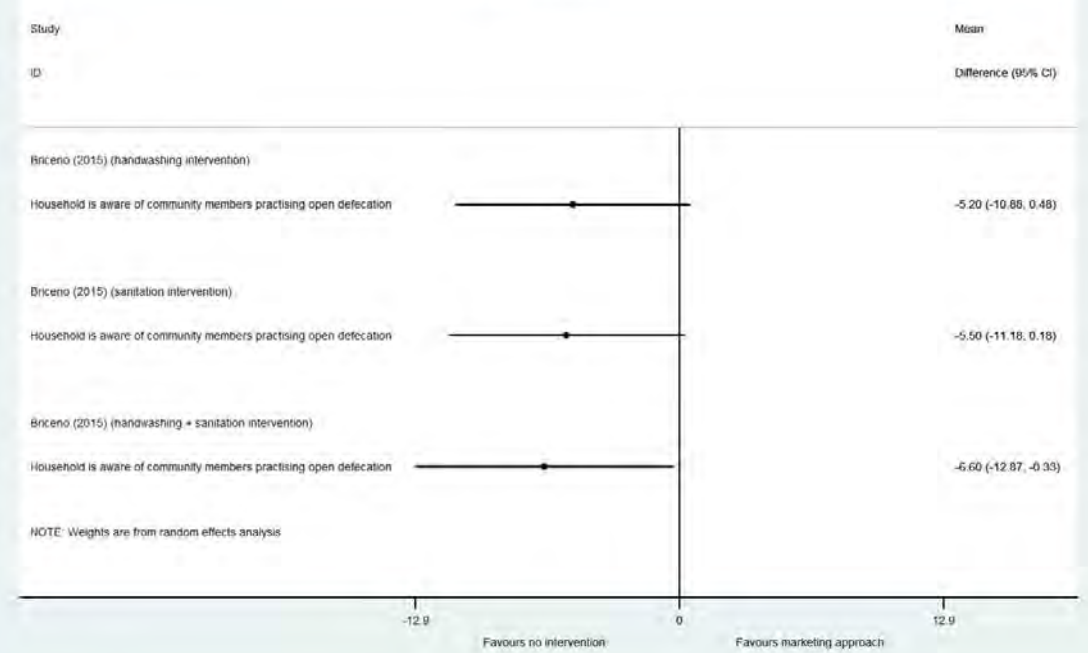 Study Mean
ID Difference (95% CI)
Briceno (2015) (handwashing intervention)
Household is aware of community members practising open defecation -5.20 (-10.88, 0.48)
Briceno (2015) (sanitation intervention)
Household is aware of community members practising open defecation -5.50 (-11.18, 0.18)
Briceno (2015) (handwashing + sanitation intervention)
Household is aware of community members practising open defecation -6.60 (-12.87, -0.33)
NOTE: Weights are from random effects analysis
-12.9 0 12.9
Favours no intervention Favours marketing approach